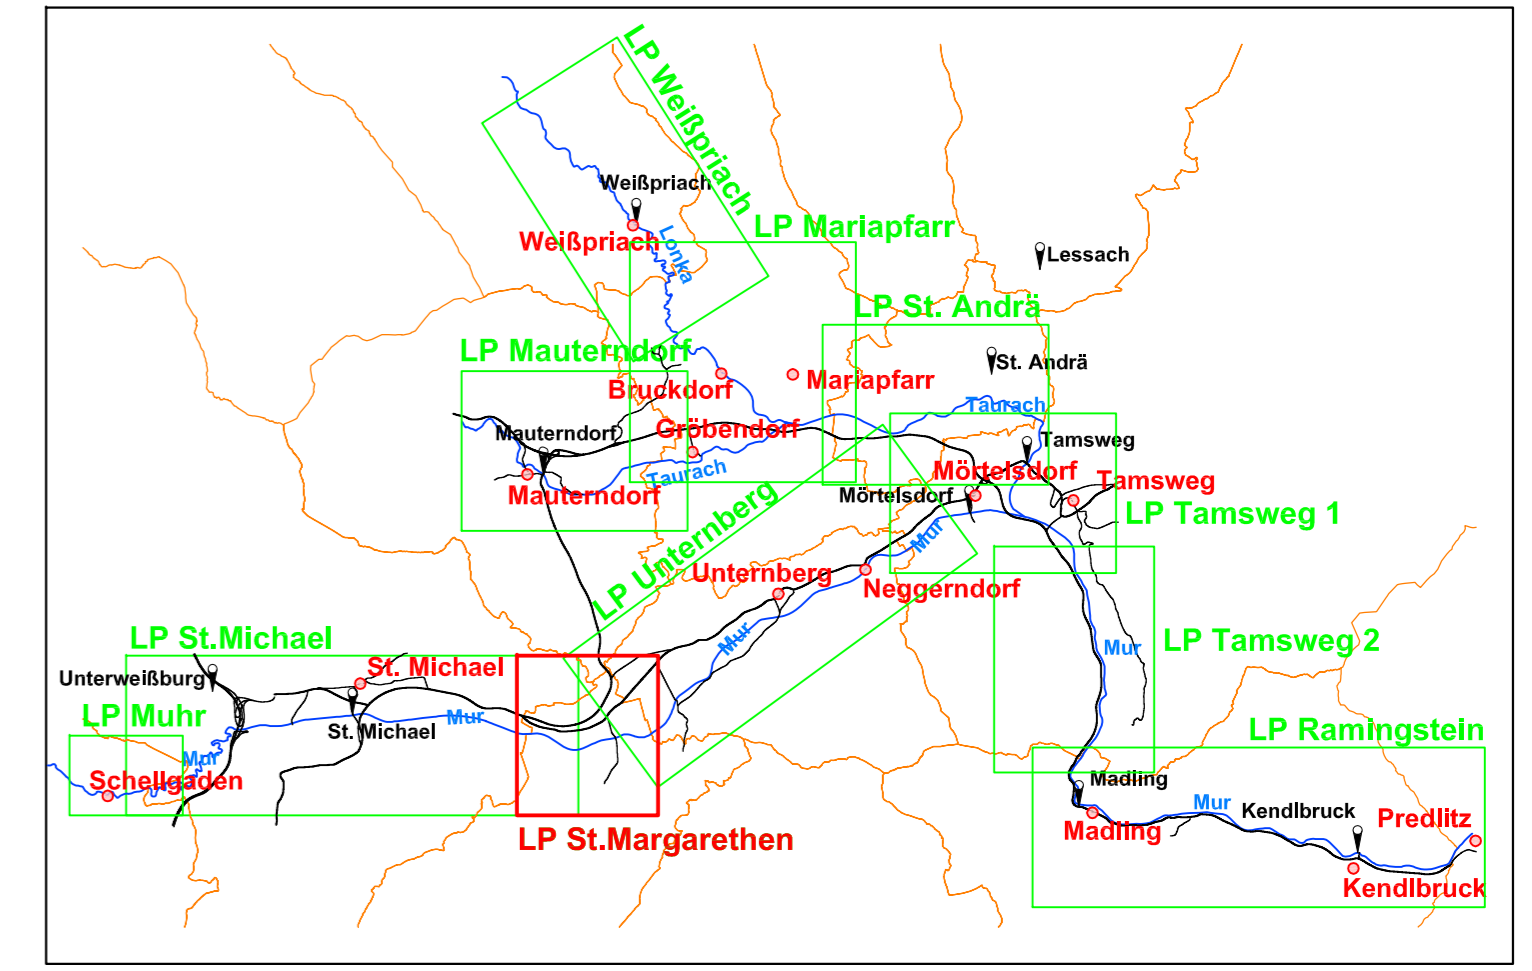 LP Weißpriach
Weißpriach
LP Mariapfarr
Weißpriach
Lonka
Lessach
LP St. Andrä
LP Mauterndorf
St. Andrä
Bruckdorf
Mariapfarr
Taurach
Mauterndorf
Gröbendorf
Tamsweg
Taurach
Mörtelsdorf
Tamsweg
Mauterndorf
Mörtelsdorf
LP Tamsweg 1
LP Unternberg
Mur
Unternberg
Neggerndorf
LP St.Michael
Mur
Mur
LP Tamsweg 2
St. Michael
Unterweißburg
LP Muhr
Mur
St. Michael
LP Ramingstein
Mur
Schellgaden
Madling
Mur
Kendlbruck
Predlitz
Madling
LP St.Margarethen
Kendlbruck